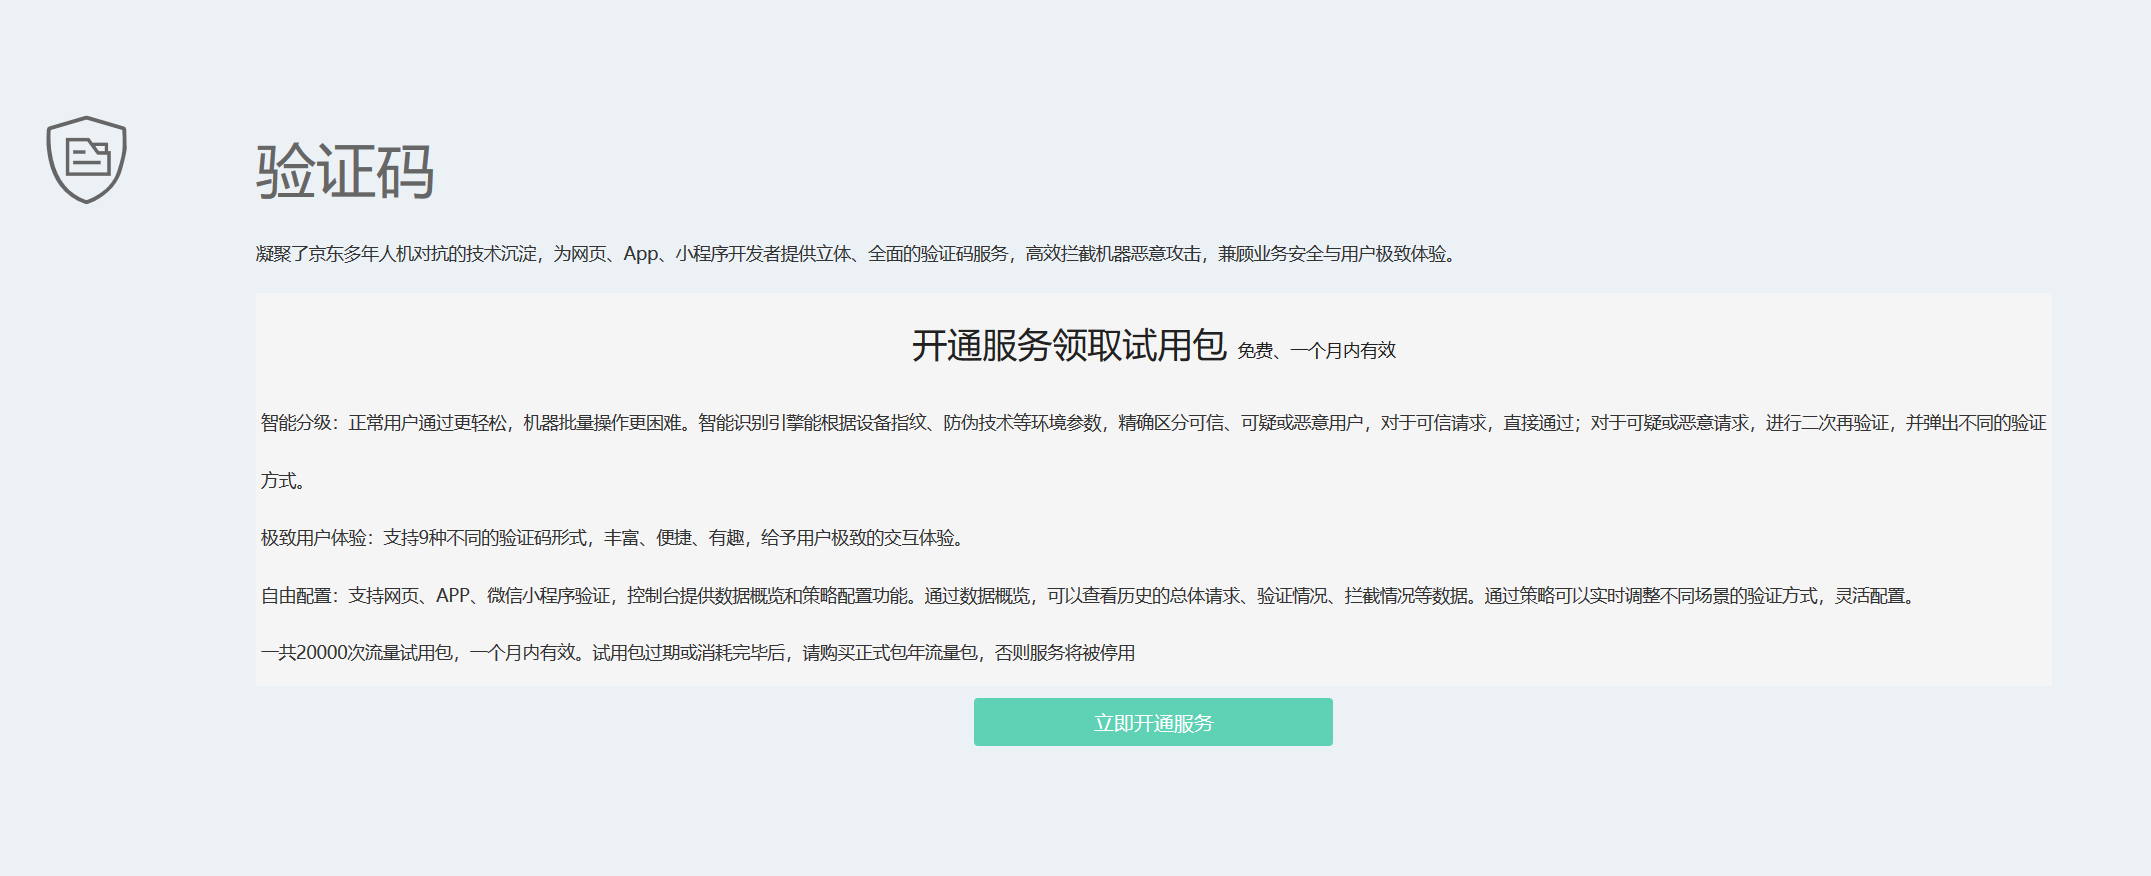 验证码
凝聚了京东多年人机对抗的技术沉淀，为网页、App、小程序开发者提供立体、全面的验证码服务，高效拦截机器恶意攻击，兼顾业务安全与用户极致体验。
开通服务领取试用包 免费、一个月内有效
智能分级：正常用户通过更轻松，机器批量操作更困难。智能识别引擎能根据设备指纹、防伪技术等环境参数，精确区分可信、可疑或恶意用户，对于可信请求，直接通过；对于可疑或恶意请求，进行二次再验证，并弹出不同的验证
方式。
极致用户体验：支持9种不同的验证码形式，丰富、便捷、有趣，给予用户极致的交互体验。
自由配置：支持网页、APP、微信小程序验证，控制台提供数据概览和策略配置功能。通过数据概览，可以查看历史的总体请求、验证情况、拦截情况等数据。通过策略可以实时调整不同场景的验证方式，灵活配置。
一共20000次流量试用包，一个月内有效。试用包过期或消耗完毕后，请购买正式包年流量包，否则服务将被停用
立即开通服务